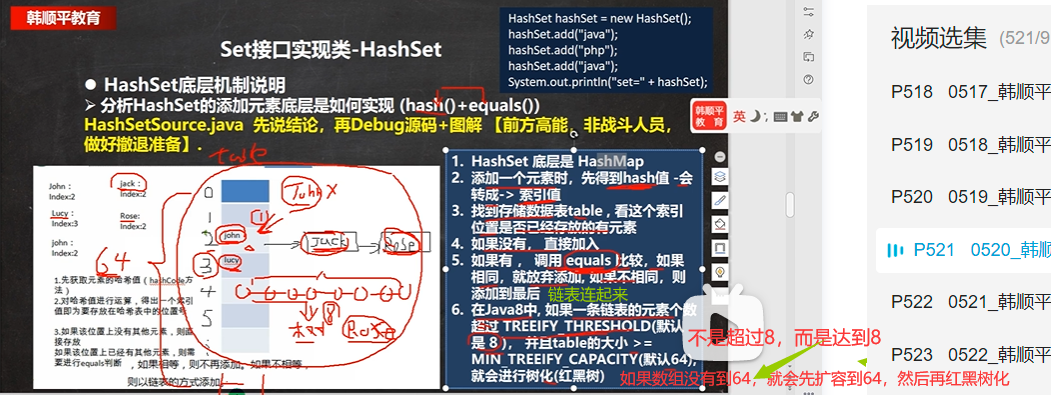 韩顺平教育
Set接口实现类-HashSet
HashSet hashSet = new HashSet();
hashSet.add("java");
hashSet.add("php");
hashSet.add("java");
System.out.println("set=" + hashSet);
● HashSet底层机制说明
➢ 分析HashSet的添加元素底层是如何实现 (hash()+equals())
HashSetSource.java 先说结论，再Debug源码+图解 【前方高能，非战斗人员，
做好撤退准备】.
韩顺平
教 育
英
table
John：
Index:2
jack：
Index:2
Lucy：
Index:3
Rose:
Index:2
john：
Index:2
64
0
1
2
3
4
5
John
①
john
lucy
Jack
Rose
8
Rose
1.先获取元素的哈希值（hashCode方
法）
2.对哈希值进行运算，得出一个索引
值即为要存放在哈希表中的位置号
3.如果该位置上没有其他元素，则直
接存放
如果该位置上已经有其他元素，则需
要进行equals判断，如果相等，则不再添加。如果不相等，
则以链表的方式添加。
1. HashSet 底层是 HashMap
2. 添加一个元素时，先得到hash值 -会
转成-> 索引值
3. 找到存储数据表table , 看这个索引
位置是否已经存放的有元素
4. 如果没有， 直接加入
5. 如果有 ， 调用 equals 比较，如果
相同，就放弃添加, 如果不相同，则
添加到最后 链表连起来
6. 在Java8中, 如果一条链表的元素个数
超过 TREEIFY_THRESHOLD(默认
是 8 ) ，并且table的大小 >=
MIN_TREEIFY_CAPACITY(默认64),
就会进行树化(红黑树)
不是超过8，而是达到8
如果数组没有到64，就会先扩容到64，然后再红黑树化
视频选集 (521/9
P518 0517_韩顺平
P519 0518_韩顺平
P520 0519_韩顺平
P521 0520_韩顺
P522 0521_韩顺平
P523 0522_韩顺平